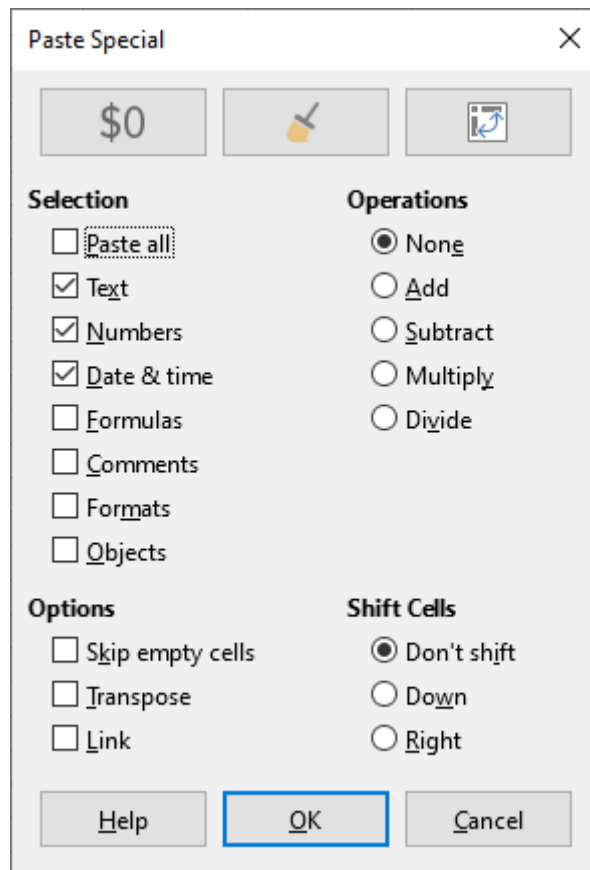 Paste Special
$0
Selection
Paste all
Text
Numbers
Date & time
Formulas
Comments
Formats
Objects
Operations
None
Add
Subtract
Multiply
Divide
Options
Skip empty cells
Transpose
Link
Shift Cells
Don't shift
Down
Right
Help
OK
Cancel